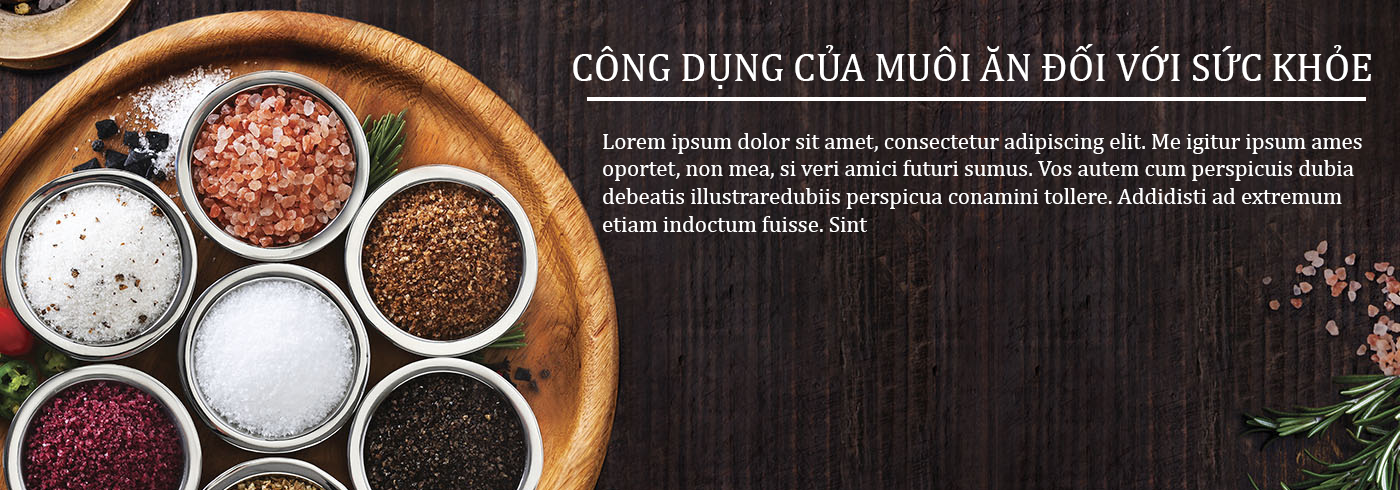 CÔNG DỤNG CỦA MUÔI ĂN ĐỐI VỚI SỨC KHỎE
Lorem ipsum dolor sit amet, consectetur adipiscing elit. Me igitur ipsum ames
oportet, non mea, si veri amici futuri sumus. Vos autem cum perspicuis dubia
debeatis illustraredubiis perspicua conamini tollere. Addidisti ad extremum
etiam indoctum fuisse. Sint